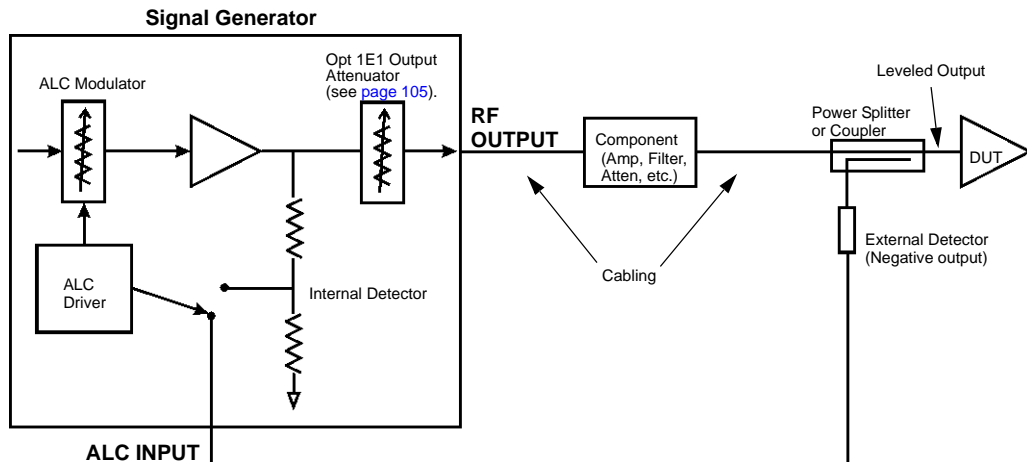 Signal Generator
Opt 1E1 Output
Attenuator
(see page 105).
ALC Modulator
RF
OUTPUT
Component
(Amp, Filter,
Atten, etc.)
Leveled Output
Power Splitter
or Coupler
DUT
ALC
Driver
Internal Detector
Cabling
External Detector
(Negative output)
ALC INPUT